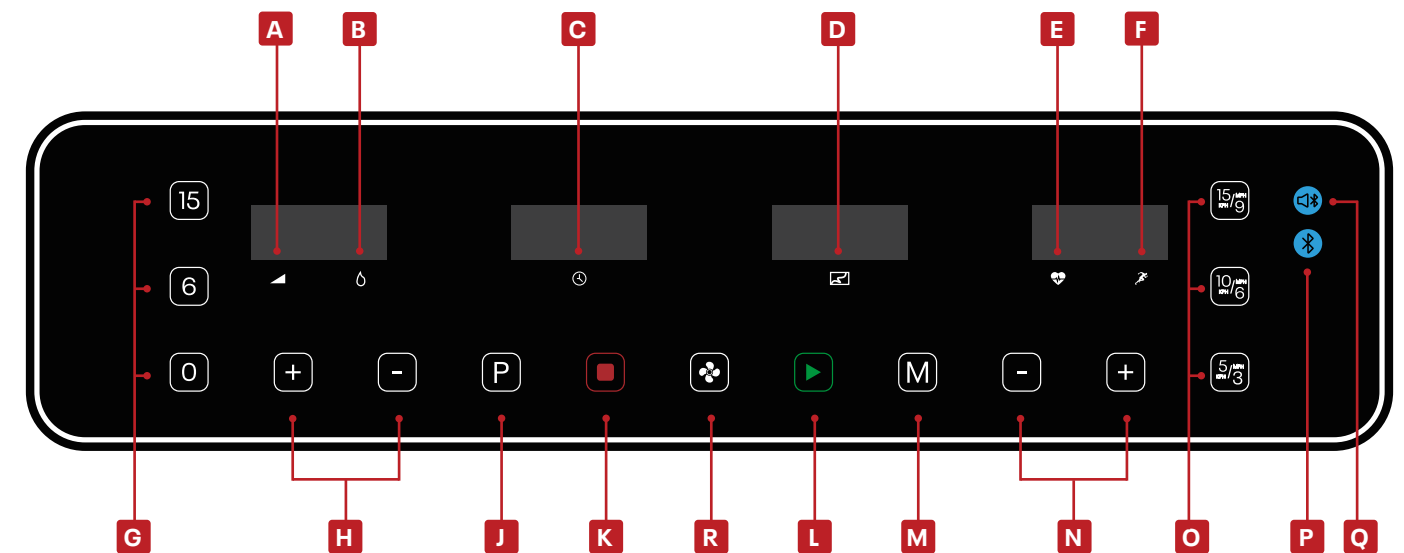 A B C D E F
15
15 KPH / MPH 9
6
10 KPH / MPH 6
0 + - P M - + 5 KPH / MPH 3
G H J K R L M N O P Q